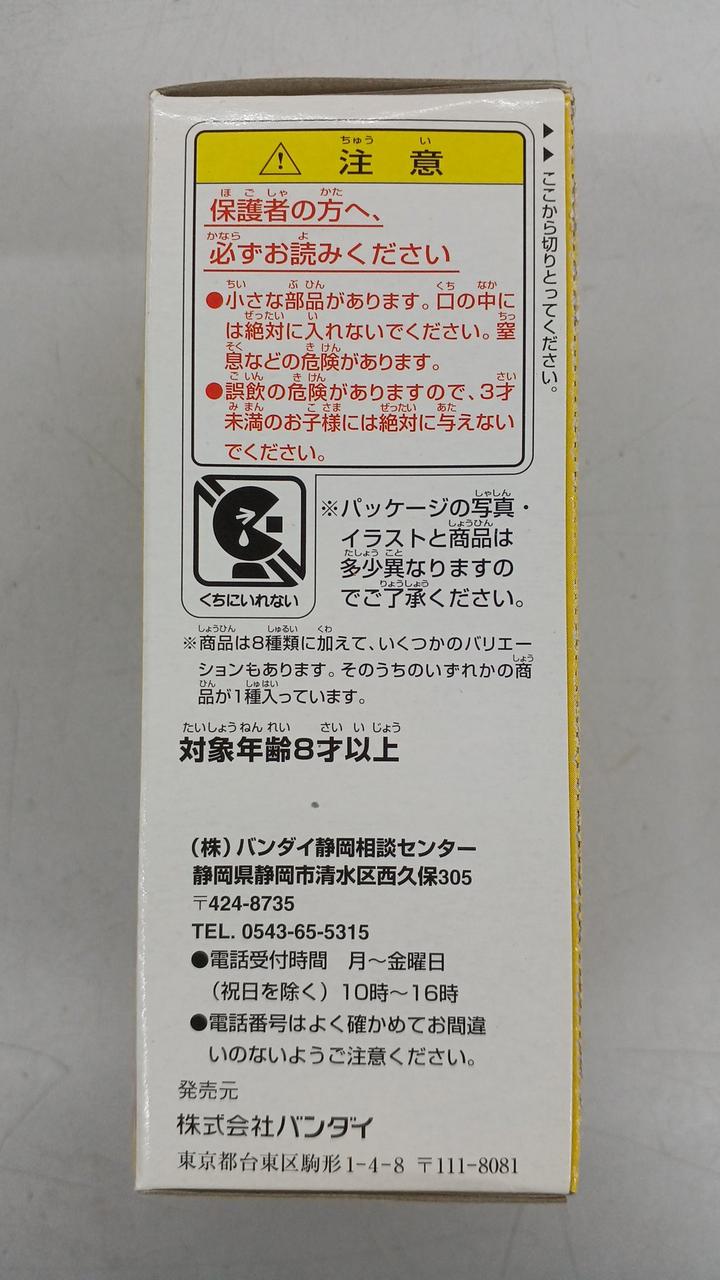 注意
保護者の方へ、
必ずお読みください
●小さな部品があります。口の中に
は絶対に入れないでください。窒
息などの危険があります。
●誤飲の危険がありますので、3才
未満のお子様には絶対に与えない
でください。
▶▶ここから切りとってください。
くちにいれない
※パッケージの写真・
イラストと商品は
多少異なりますの
でご了承ください。
※商品は8種類に加えて、いくつかのバリエー
ションもあります。そのうちのいずれかの商
品が1種入っています。
対象年齢8才以上
(株)バンダイ静岡相談センター
静岡県静岡市清水区西久保305
〒424-8735
TEL. 0543-65-5315
●電話受付時間 月〜金曜日
(祝日を除く) 10時〜16時
●電話番号はよく確かめてお間違
いのないようご注意ください。
発売元
株式会社バンダイ
東京都台東区駒形1-4-8 〒111-8081